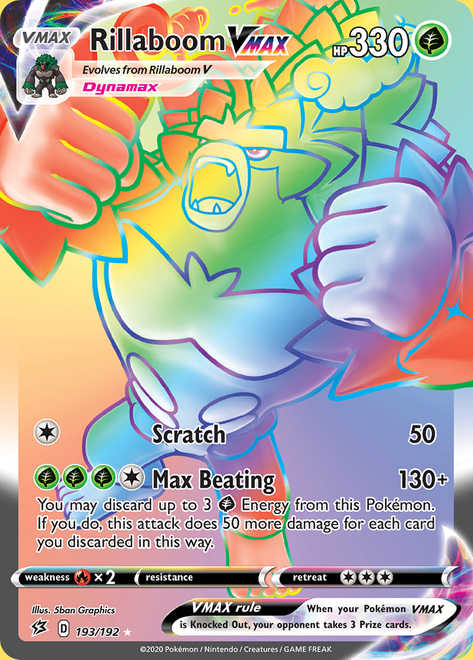 VMAX
Rillaboom VMAX
HP 330
Evolves from Rillaboom V
Dynamax
Scratch 50
Max Beating 130+
You may discard up to 3 Energy from this Pokémon.
If you do, this attack does 50 more damage for each card
you discarded in this way.
weakness ×2 resistance retreat
Illus. 5ban Graphics
VMAX rule When your Pokémon VMAX
is Knocked Out, your opponent takes 3 Prize cards.
D 193/192
©2020 Pokémon / Nintendo / Creatures / GAME FREAK